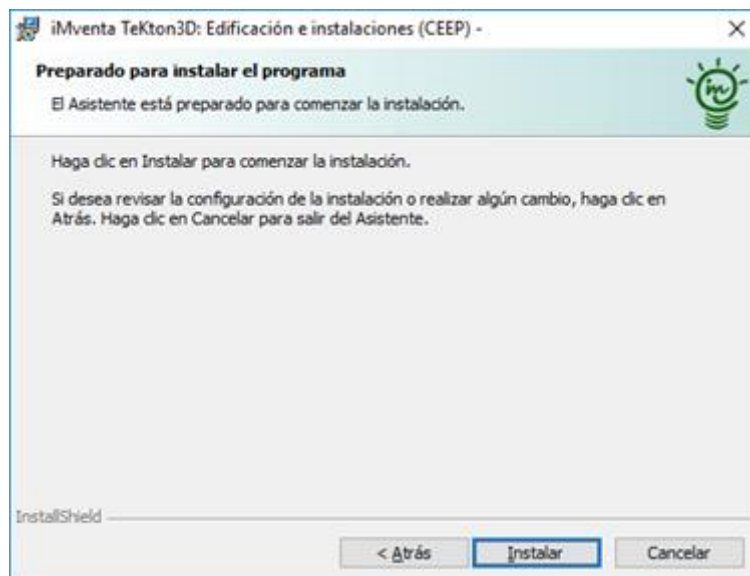 iMventa TeKton3D: Edificación e instalaciones (CEEP) -
Preparado para instalar el programa
El Asistente está preparado para comenzar la instalación.
im
Haga clic en Instalar para comenzar la instalación.
Si desea revisar la configuración de la instalación o realizar algún cambio, haga clic en
Atrás. Haga clic en Cancelar para salir del Asistente.
InstallShield
< Atrás
Instalar
Cancelar